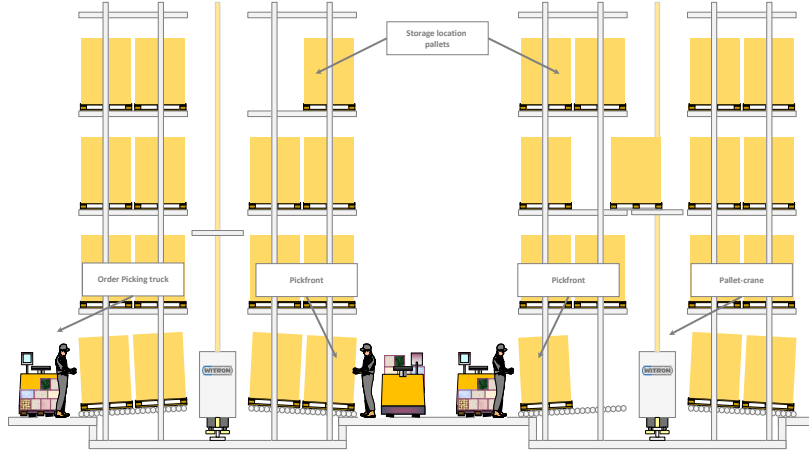 Storage location
pallets
Order Picking truck
Pickfront
Pickfront
Pallet-crane
WITRON
WITRON